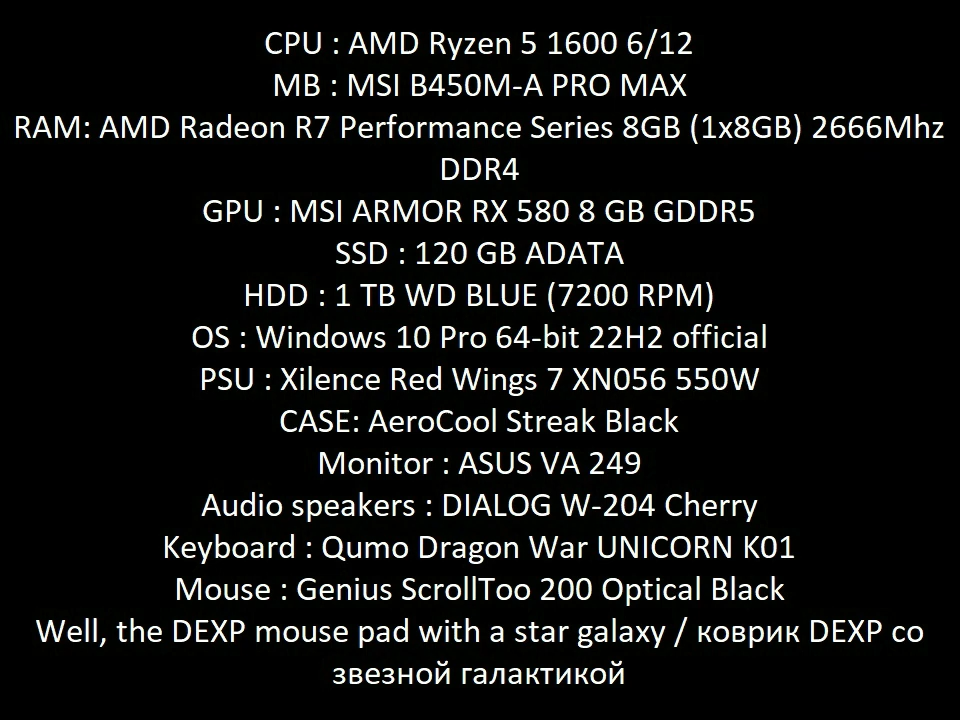 CPU : AMD Ryzen 5 1600 6/12
MB : MSI B450M-A PRO MAX
RAM: AMD Radeon R7 Performance Series 8GB (1x8GB) 2666Mhz
DDR4
GPU : MSI ARMOR RX 580 8 GB GDDR5
SSD : 120 GB ADATA
HDD : 1 TB WD BLUE (7200 RPM)
OS : Windows 10 Pro 64-bit 22H2 official
PSU : Xilence Red Wings 7 XN056 550W
CASE: AeroCool Streak Black
Monitor : ASUS VA 249
Audio speakers : DIALOG W-204 Cherry
Keyboard : Qumo Dragon War UNICORN K01
Mouse : Genius ScrollToo 200 Optical Black
Well, the DEXP mouse pad with a star galaxy / коврик DEXP со
звезной галактикой